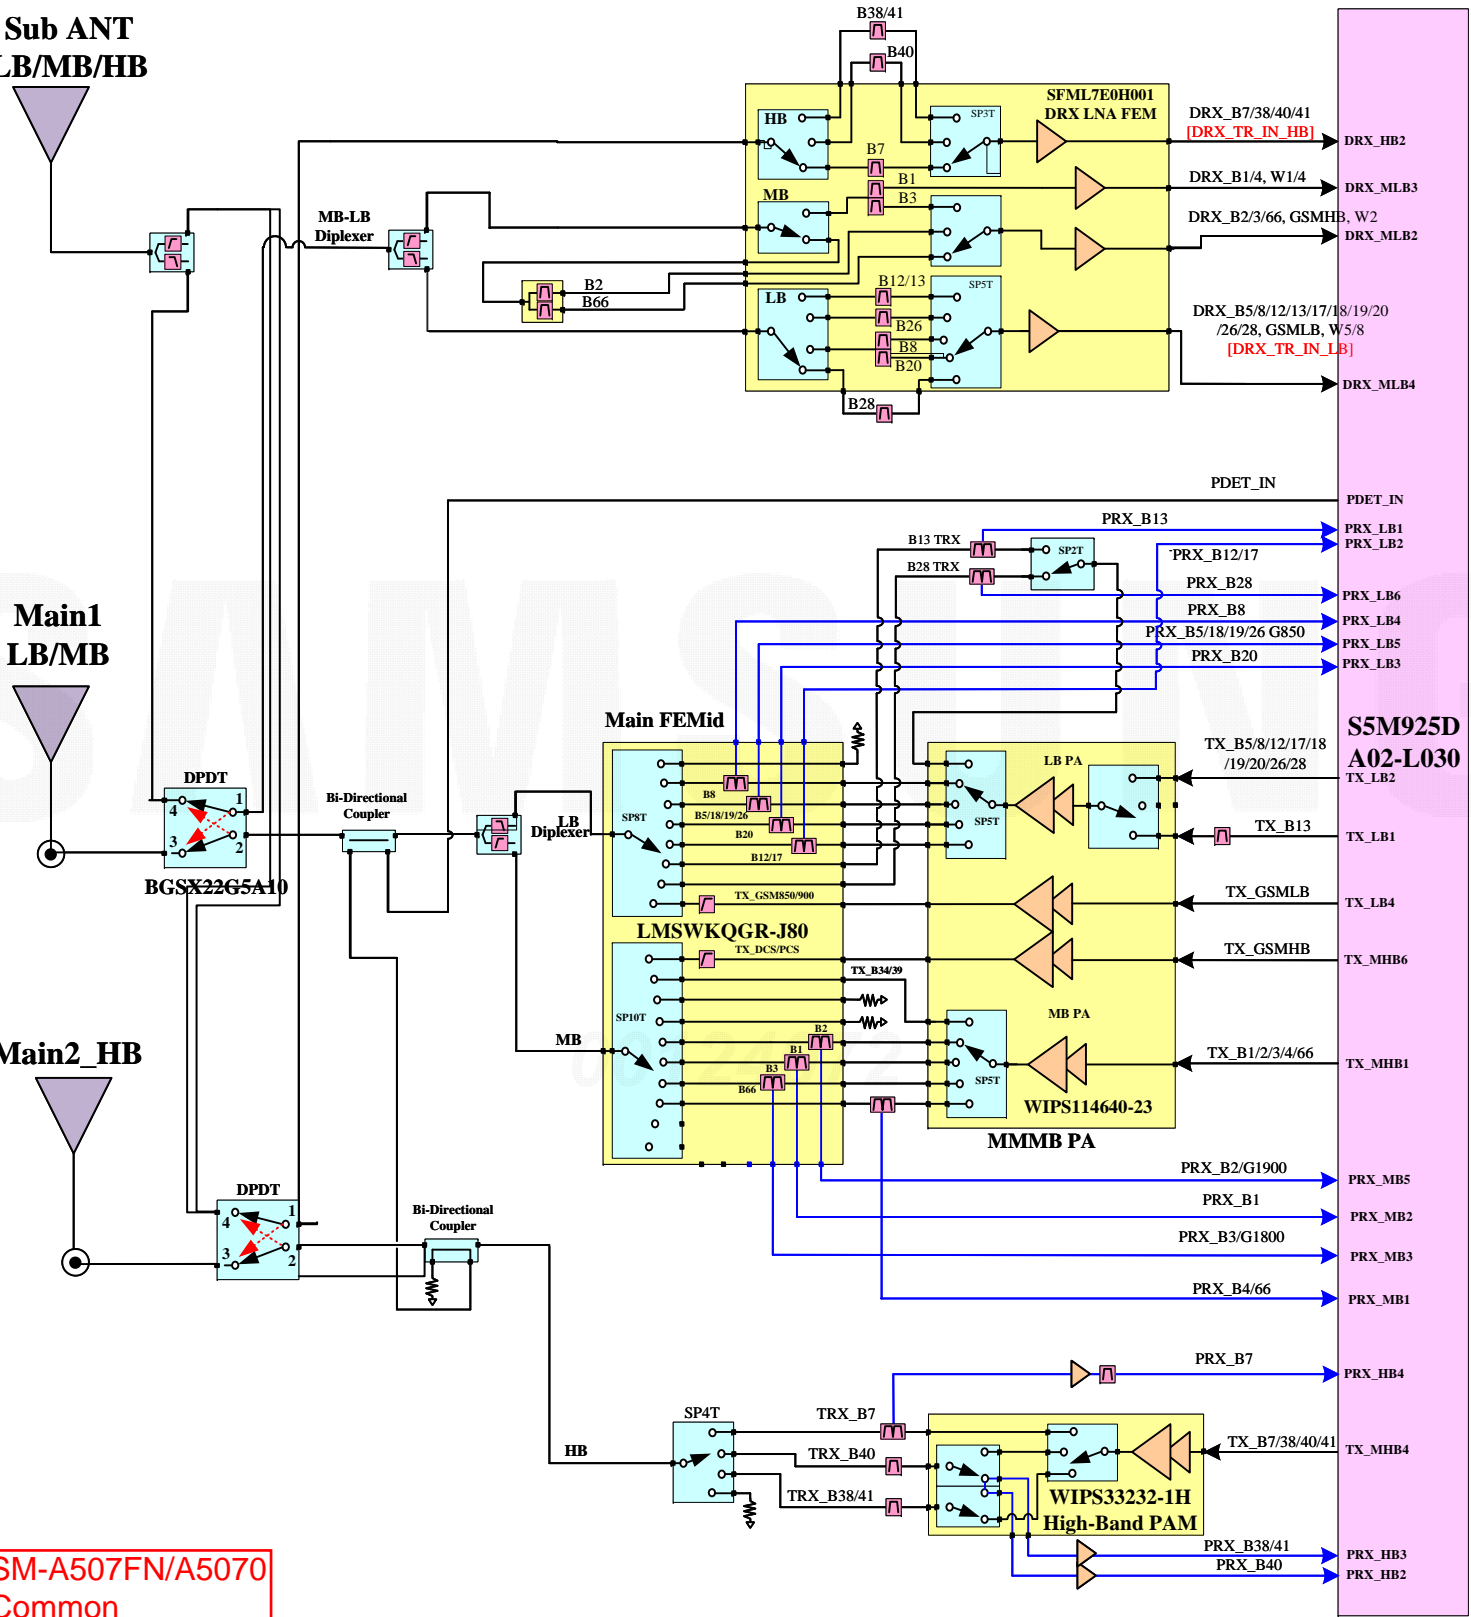 Sub ANT
LB/MB/HB
B38/41
B40
SFML7E0H001
DRX LNA FEM
HB
SP3T
B7
B1
B3
MB
DRX_B7/38/40/41
[DRX_TR_IN_HB]
DRX_HB2
DRX_B1/4, W1/4
DRX_MLB3
DRX_B2/3/66, GSMHB, W2
DRX_MLB2
MB-LB
Diplexer
B2
B66
LB
B12/13
SP5T
B26
B8
B20
B28
DRX_B5/8/12/13/17/18/19/20
/26/28, GSMLB, W5/8
[DRX_TR_IN_LB]
DRX_MLB4
PDET_IN
PDET_IN
PRX_B13
PRX_LB1
B13 TRX
SP2T
PRX_LB2
PRX_B12/17
B28 TRX
PRX_B28
PRX_LB6
PRX_B8
PRX_LB4
PRX_B5/18/19/26 G850
PRX_LB5
PRX_B20
PRX_LB3
SAMSUNG
Main1
LB/MB
Main FEMid
S5M925D
A02-L030
DPDT
4
1
3
2
BGSX22G5A10
Bi-Directional
Coupler
LB
Diplexer
SP8T
B8
B5/18/19/26
B20
B12/17
TX_GSM850/900
LMSWKQGR-J80
TX_DCS/PCS
LB PA
SP5T
TX_B5/8/12/17/18
/19/20/26/28
TX_LB2
TX_B13
TX_LB1
TX_GSMLB
TX_LB4
TX_GSMHB
TX_MHB6
TX_B34/39
SP10T
MB
B2
B1
B3
B66
MB PA
SP5T
WIPS114640-23
MMMB PA
TX_B1/2/3/4/66
TX_MHB1
Main2_HB
PRX_B2/G1900
PRX_MB5
PRX_B1
PRX_MB2
PRX_B3/G1800
PRX_MB3
PRX_B4/66
PRX_MB1
DPDT
4
1
3
2
Bi-Directional
Coupler
PRX_B7
PRX_HB4
HB
SP4T
TRX_B7
TRX_B40
TRX_B38/41
TX_B7/38/40/41
TX_MHB4
WIPS33232-1H
High-Band PAM
PRX_B38/41
PRX_HB3
PRX_B40
PRX_HB2
SM-A507FN/A5070
Common